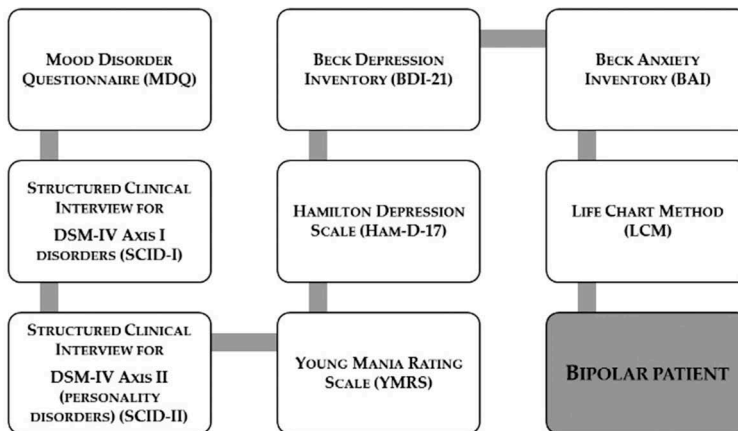 MOOD DISORDER
QUESTIONNAIRE (MDQ)
STRUCTURED CLINICAL
INTERVIEW FOR
DSM-IV AXIS I
DISORDERS (SCID-I)
STRUCTURED CLINICAL
INTERVIEW FOR
DSM-IV AXIS II
(PERSONALITY
DISORDERS) (SCID-II)
YOUNG MANIA RATING
SCALE (YMRS)
HAMILTON DEPRESSION
SCALE (HAM-D-17)
BECK DEPRESSION
INVENTORY (BDI-21)
BECK ANXIETY
INVENTORY (BAI)
LIFE CHART METHOD
(LCM)
BIPOLAR PATIENT